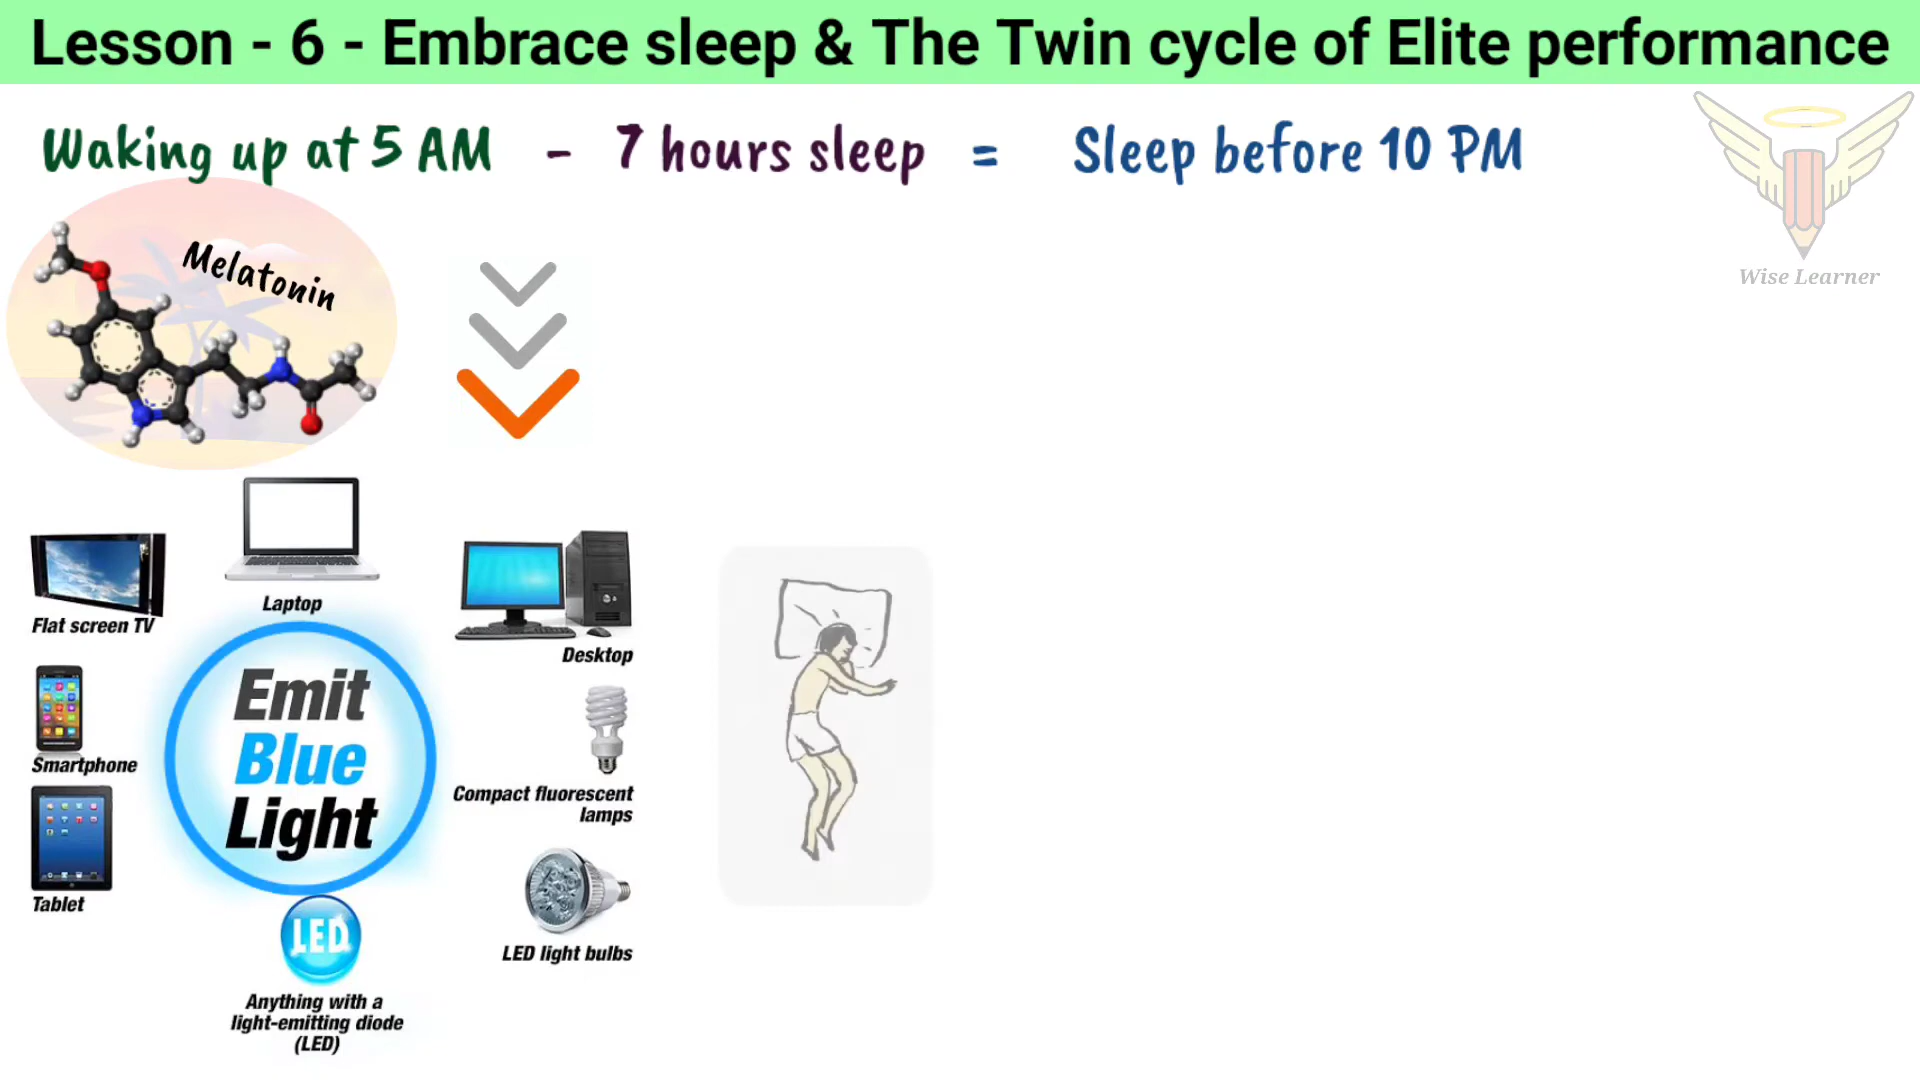 Lesson - 6 - Embrace sleep & The Twin cycle of Elite performance
Waking up at 5 AM - 7 hours sleep = Sleep before 10 PM
Wise Learner
Melatonin
Laptop
Flat screen TV
Desktop
Emit
Blue
Light
Smartphone
Compact fluorescent
lamps
Tablet
LED
LED light bulbs
Anything with a
light-emitting diode
(LED)